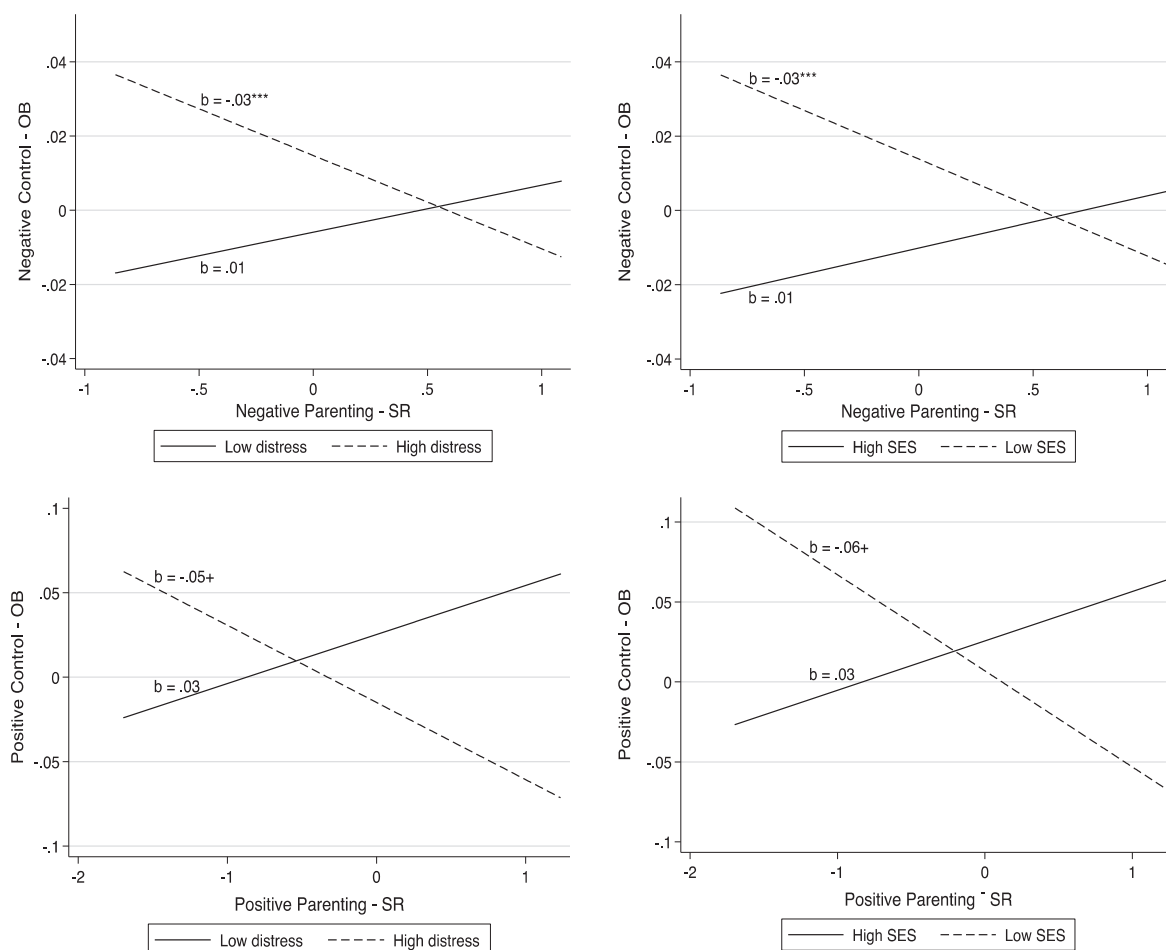 .04
.02
0
-.02
-.04
Negative Control - OB
b = -.03***
b = .01
-1
-.5
0
.5
1
Negative Parenting - SR
Low distress
High distress
.04
.02
0
-.02
-.04
Negative Control - OB
b = -.03***
b = .01
-1
-.5
0
.5
1
Negative Parenting - SR
High SES
Low SES
.1
.05
0
-.05
-.1
Positive Control - OB
b = -.05+
b = .03
-2
-1
0
1
Positive Parenting - SR
Low distress
High distress
.1
.05
0
-.05
-.1
Positive Control - OB
b = -.06+
b = .03
-2
-1
0
1
Positive Parenting - SR
High SES
Low SES